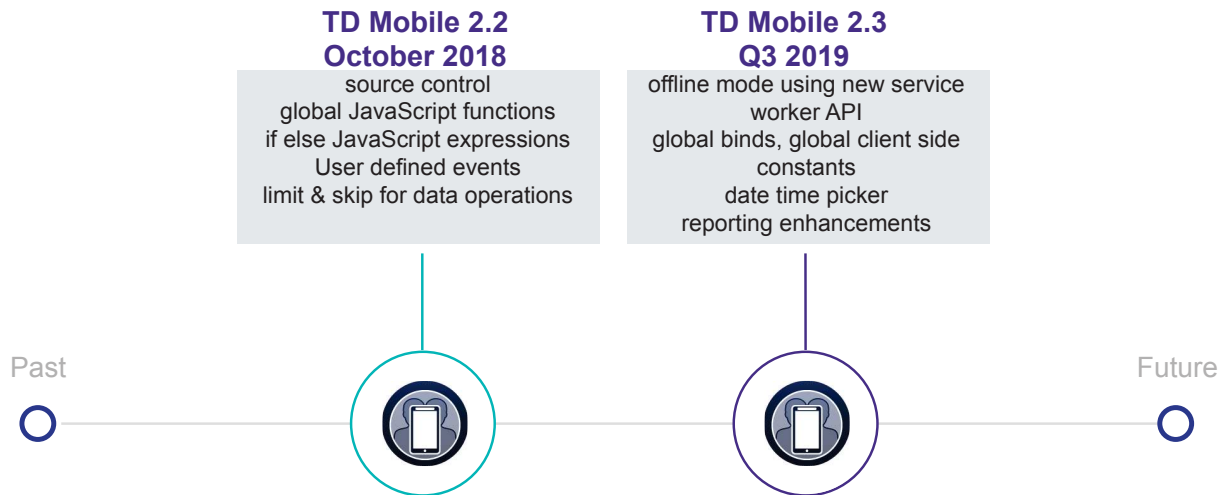 TD Mobile 2.2
October 2018
source control
global JavaScript functions
if else JavaScript expressions
User defined events
limit & skip for data operations
TD Mobile 2.3
Q3 2019
offline mode using new service
worker API
global binds, global client side
constants
date time picker
reporting enhancements
Past
Future